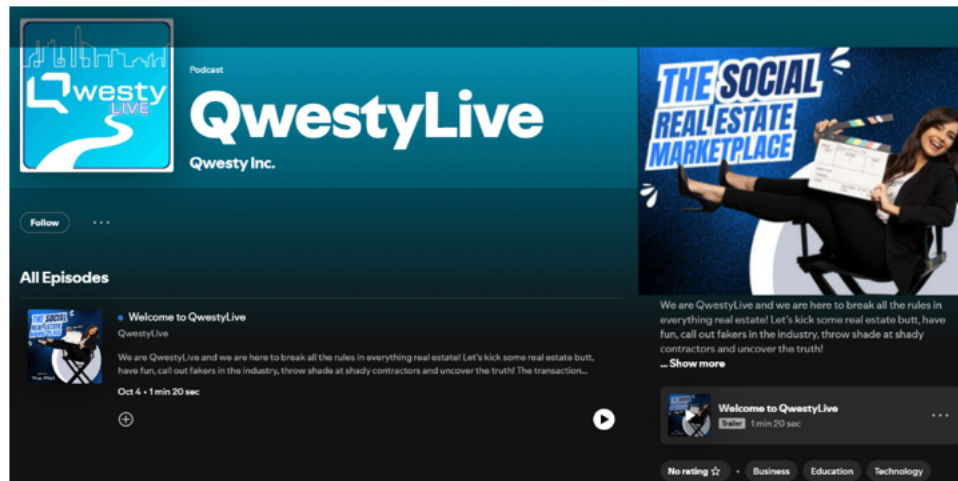 Qwesty
LIVE
Podcast
QwestyLive
Qwesty Inc.
THE SOCIAL
REAL ESTATE
MARKETPLACE
Follow
...
All Episodes
THE SOCIAL
REAL ESTATE
MARKETPLACE
Welcome to QwestyLive
QwestyLive
We are QwestyLive and we are here to break all the rules in everything real estate! Let's kick some real estate butt,
have fun, call out fakers in the industry, throw shade at shady contractors and uncover the truth! The transaction...
Oct 4 • 1 min 20 sec
We are QwestyLive and we are here to break all the rules in
everything real estate! Let's kick some real estate butt, have
fun, call out fakers in the industry, throw shade at shady
contractors and uncover the truth!
... Show more
Welcome to QwestyLive
Trailer 1 min 20 sec
...
No rating ☆ • Business Education Technology